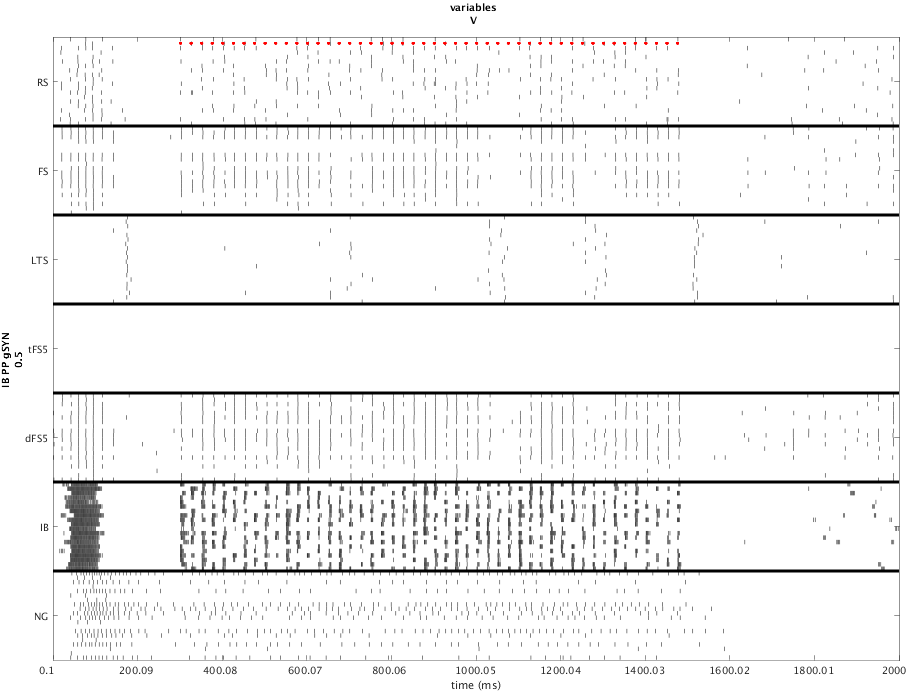 variables
V
RS
FS
LTS
tFS5
dFS5
IB
NG
IB PP gSYN
0.5
0.1 200.09 400.08 600.07 800.06 1000.05 1200.04 1400.03 1600.02 1800.01 2000
time (ms)